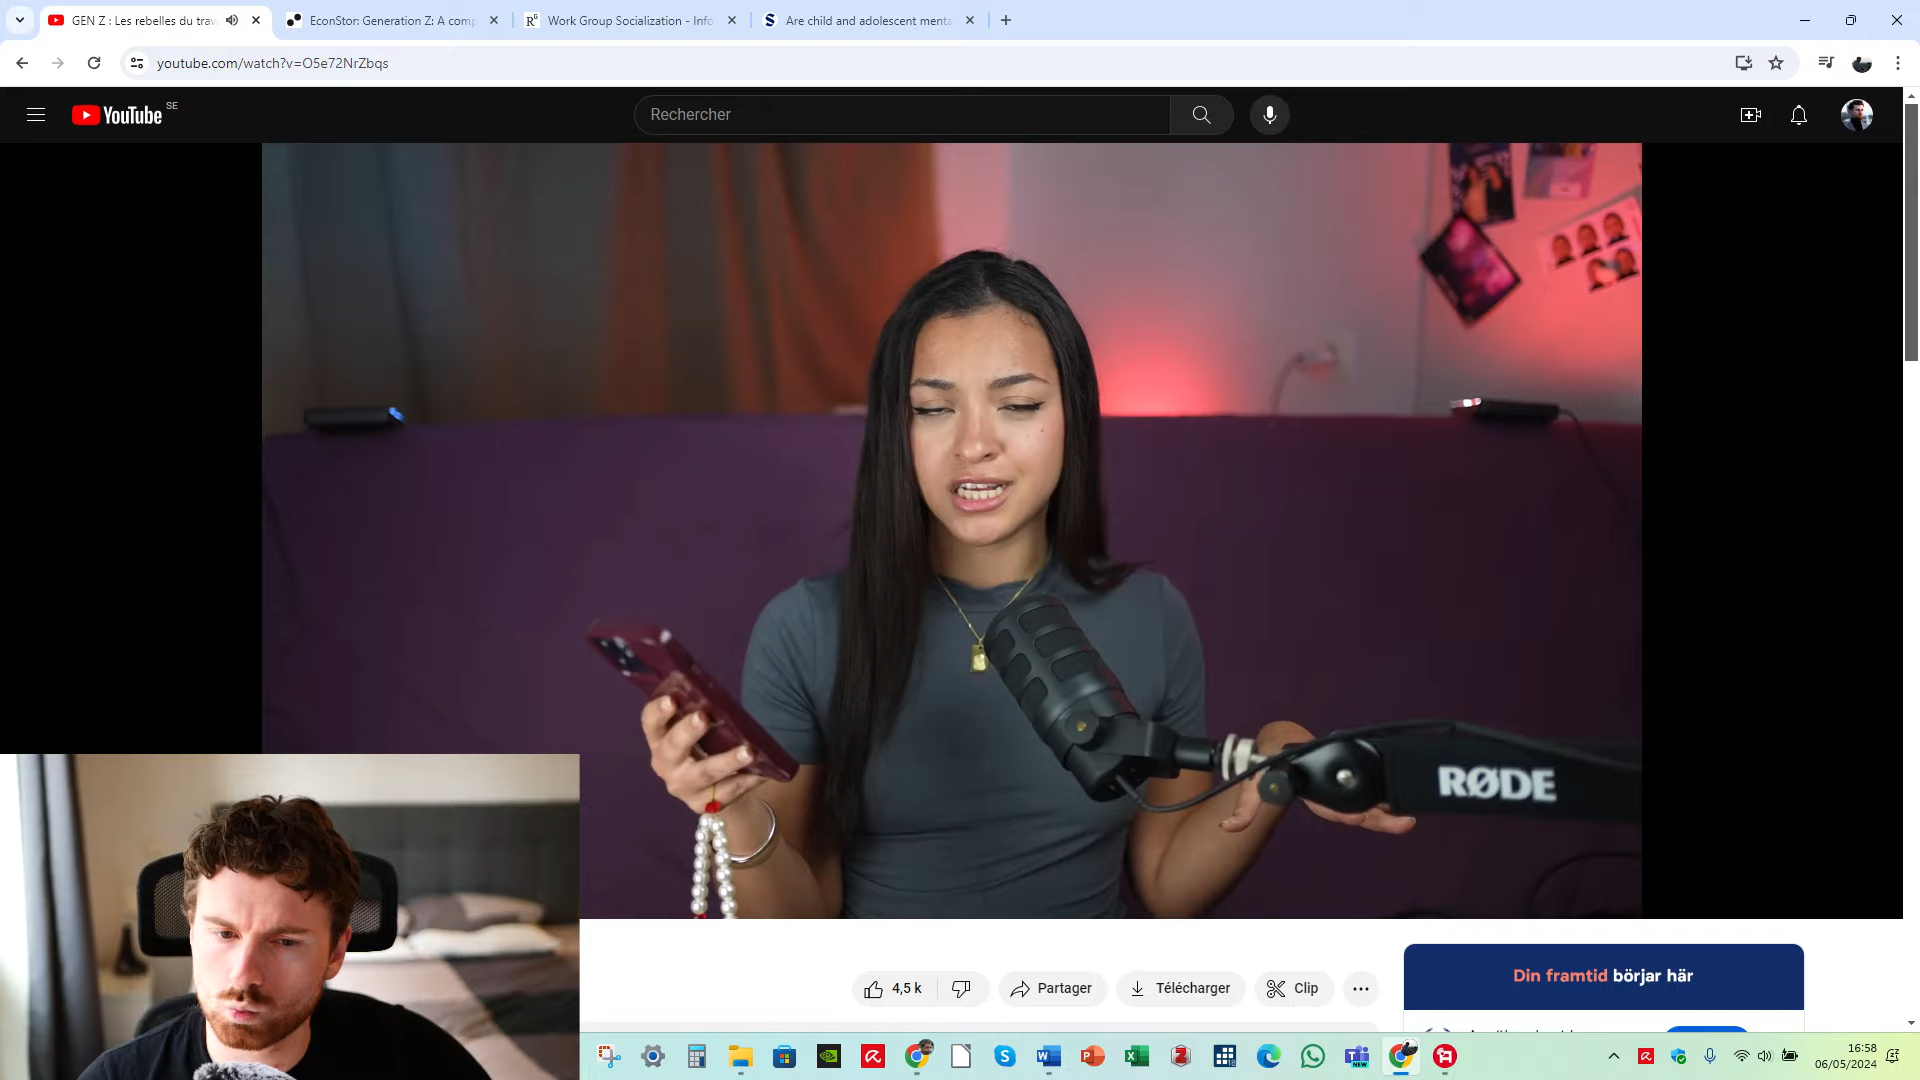 GEN Z : Les rebelles du trav
EconStor: Generation Z: A comp
Work Group Socialization - Info
Are child and adolescent menta
youtube.com/watch?v=O5e72NrZbqs
YouTube SE
Rechercher
RØDE
4,5 k
Partager
Télécharger
Clip
Din framtid börjar här
NEW
16:58
06/05/2024